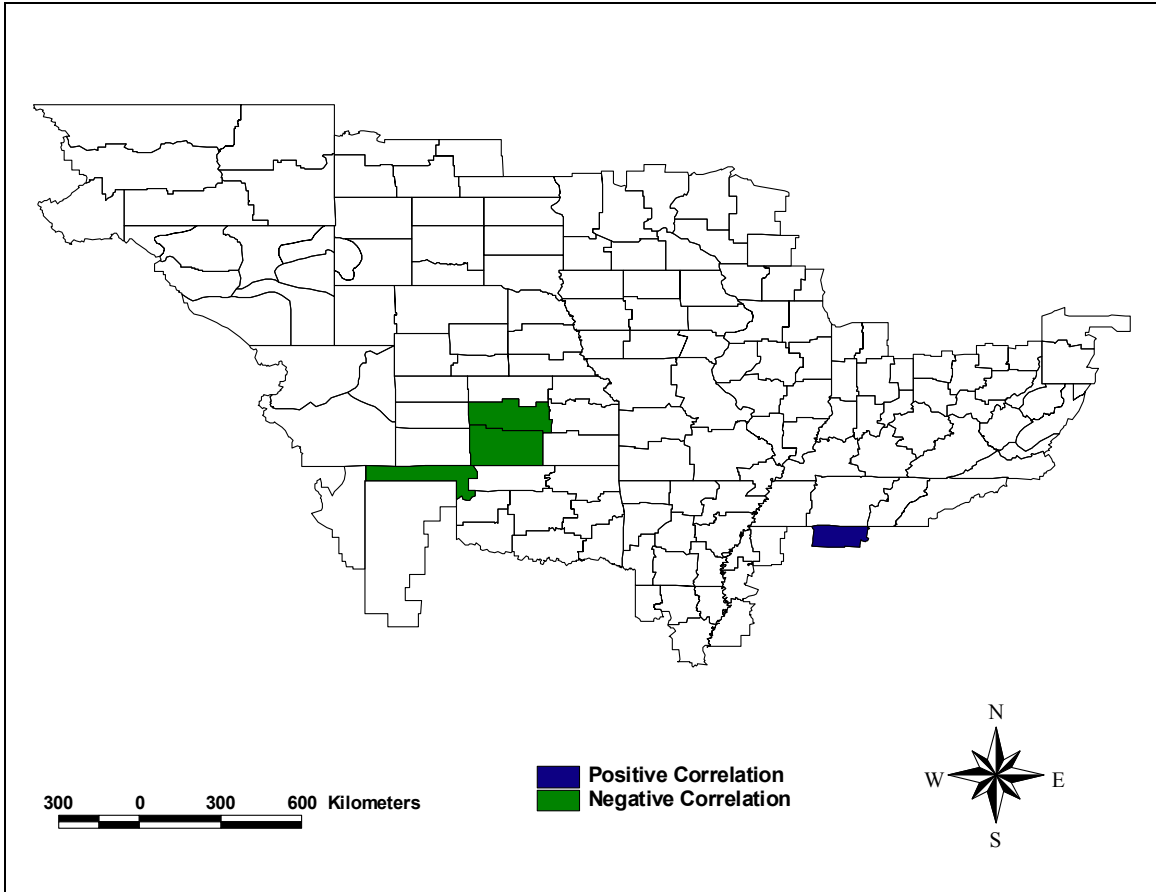 N
W E
S
Positive Correlation
Negative Correlation
300 0 300 600 Kilometers